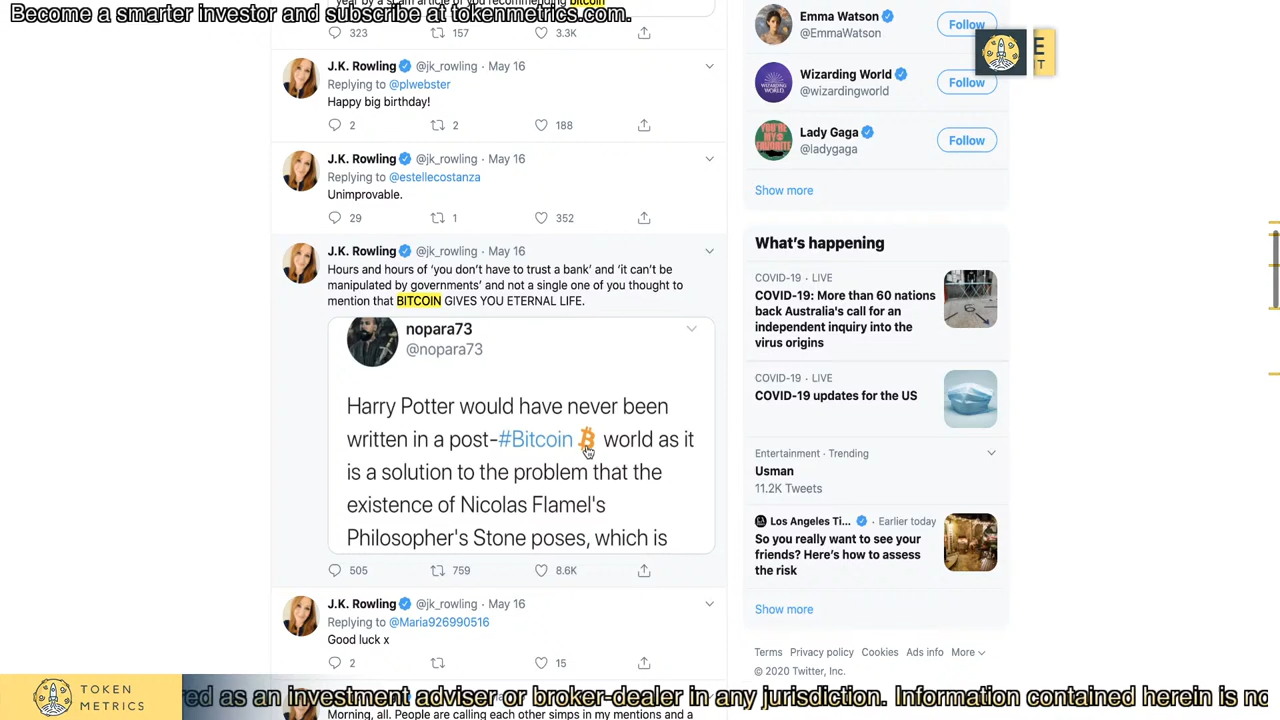 Become a smarter investor and subscribe at tokenmetrics.com.
year by a scam article of you recommending bitcoin
323 157 3.3K
J.K. Rowling @jk_rowling · May 16
Replying to @plwebster
Happy big birthday!
2 2 188
J.K. Rowling @jk_rowling · May 16
Replying to @estellecostanza
Unimprovable.
29 1 352
J.K. Rowling @jk_rowling · May 16
Hours and hours of ‘you don’t have to trust a bank’ and ‘it can’t be
manipulated by governments’ and not a single one of you thought to
mention that BITCOIN GIVES YOU ETERNAL LIFE.
nopara73
@nopara73
Harry Potter would have never been
written in a post-#Bitcoin world as it
is a solution to the problem that the
existence of Nicolas Flamel's
Philosopher's Stone poses, which is
505 759 8.6K
J.K. Rowling @jk_rowling · May 16
Replying to @Maria926990516
Good luck x
2 15
Morning, all. People are calling each other simps in my mentions and a
Emma Watson
@EmmaWatson
Follow
Wizarding World
@wizardingworld
Follow
Lady Gaga
@ladygaga
Follow
Show more
What’s happening
COVID-19 · LIVE
COVID-19: More than 60 nations
back Australia's call for an
independent inquiry into the
virus origins
COVID-19 · LIVE
COVID-19 updates for the US
Entertainment · Trending
Usman
11.2K Tweets
Los Angeles Ti... · Earlier today
So you really want to see your
friends? Here’s how to assess
the risk
Show more
Terms Privacy policy Cookies Ads info More
© 2020 Twitter, Inc.
TOKEN
METRICS
as an investment adviser or broker-dealer in any jurisdiction. Information contained herein is